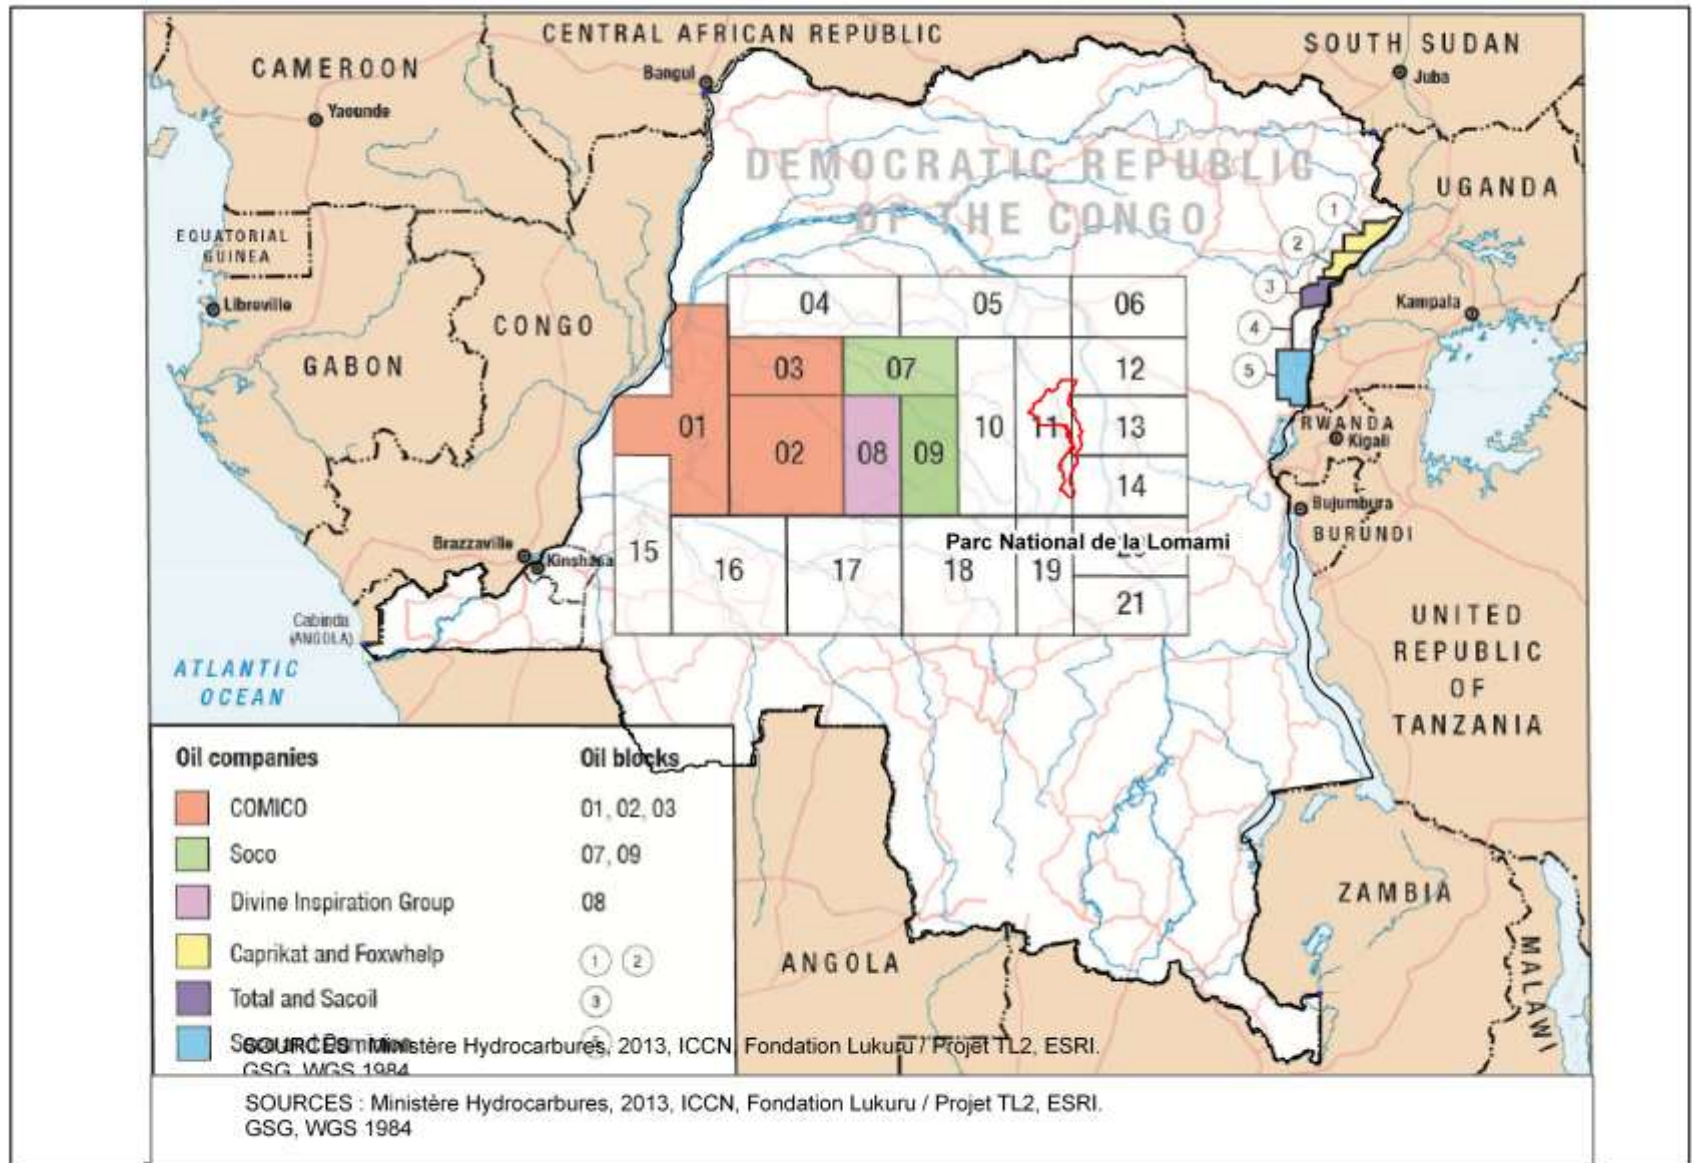 CENTRAL AFRICAN REPUBLIC
SOUTH SUDAN
CAMEROON
Bangui
Juba
Yaounde
DEMOCRATIC REPUBLIC
OF THE CONGO
UGANDA
1
2
3
4
5
EQUATORIAL
GUINEA
Libreville
CONGO
GABON
Kampala
04
05
06
03
07
12
01
02
08
09
10
11
13
14
RWANDA
Kigali
Bujumbura
BURUNDI
Brazzaville
Kinshasa
15
16
17
18
19
Parc National de la Lomami
21
Cabinda
(ANGOLA)
ATLANTIC
OCEAN
UNITED
REPUBLIC
OF
TANZANIA
ZAMBIA
MALAWI
ANGOLA
Oil companies Oil blocks
COMICO 01, 02, 03
Soco 07, 09
Divine Inspiration Group 08
Caprikat and Foxwhelp 1 2
Total and Sacoil 3
SOURCES : Ministère Hydrocarbures, 2013, ICCN, Fondation Lukuru / Projet TL2, ESRI.
GSG, WGS 1984
SOURCES : Ministère Hydrocarbures, 2013, ICCN, Fondation Lukuru / Projet TL2, ESRI.
GSG, WGS 1984